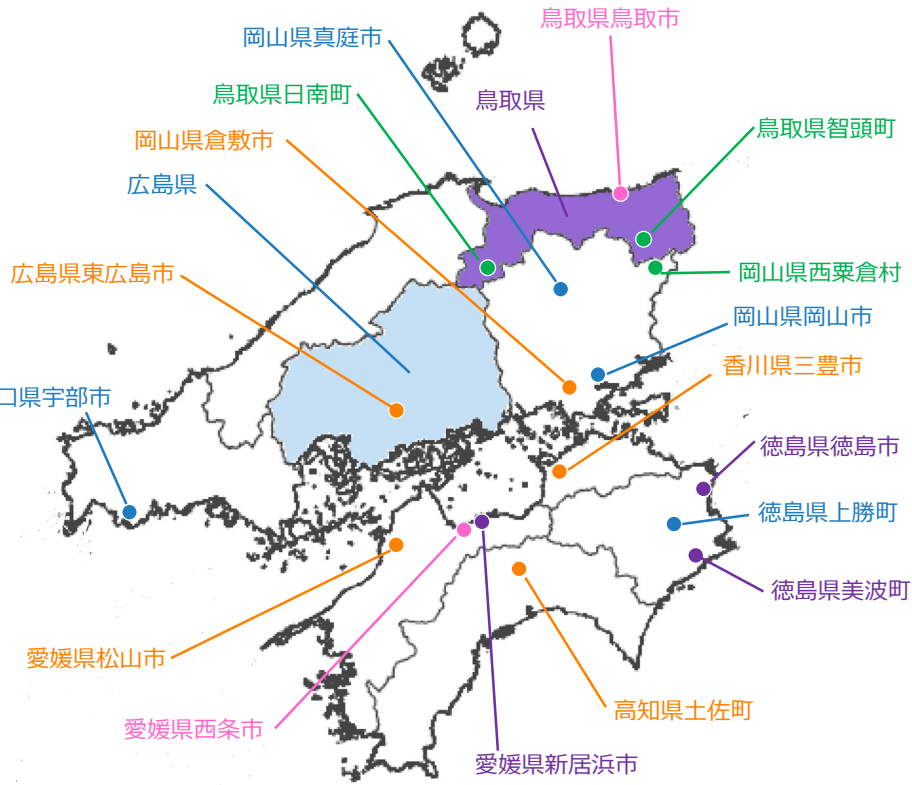 鳥取県鳥取市
岡山県真庭市
鳥取県日南町
鳥取県
鳥取県智頭町
岡山県倉敷市
広島県
広島県東広島市
岡山県西粟倉村
岡山県岡山市
香川県三豊市
口県宇部市
徳島県徳島市
徳島県上勝町
徳島県美波町
愛媛県松山市
高知県土佐町
愛媛県西条市
愛媛県新居浜市